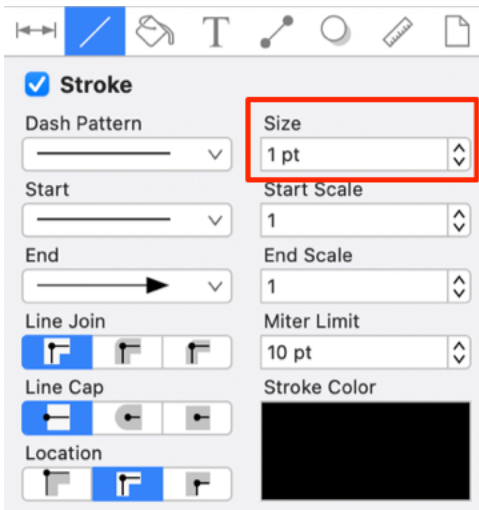 T
Stroke
Dash Pattern
Size
1 pt
Start
Start Scale
1
End
End Scale
1
Line Join
Miter Limit
10 pt
Line Cap
Stroke Color
Location